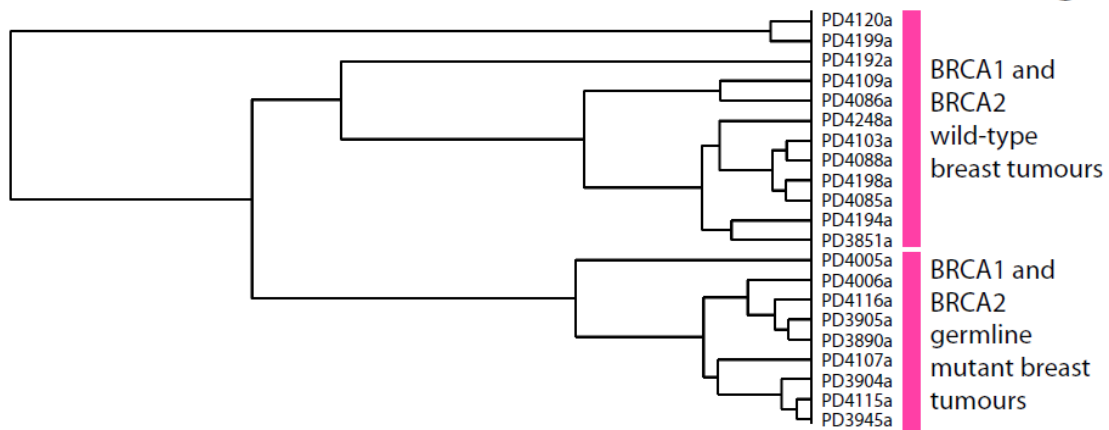 PD4120a
PD4199a
PD4192a
PD4109a
PD4086a
PD4248a
PD4103a
PD4088a
PD4198a
PD4085a
PD4194a
PD3851a
PD4005a
PD4006a
PD4116a
PD3905a
PD3890a
PD4107a
PD3904a
PD4115a
PD3945a
BRCA1 and
BRCA2
wild-type
breast tumours
BRCA1 and
BRCA2
germline
mutant breast
tumours